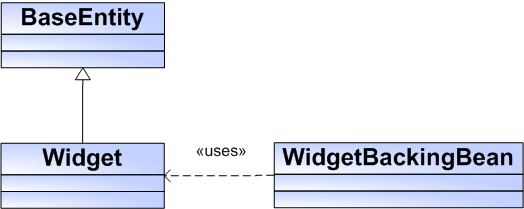 BaseEntity
Widget
«uses»
WidgetBackingBean